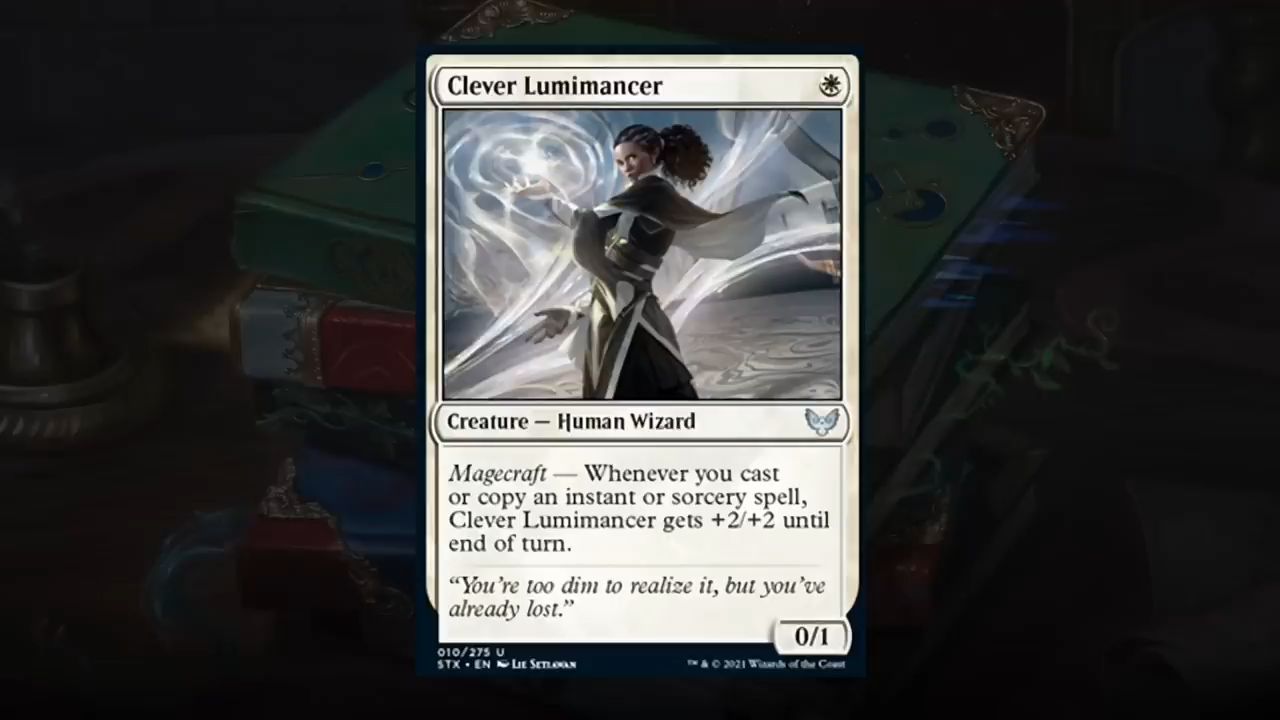 Clever Lumimancer
Creature — Human Wizard
Magecraft — Whenever you cast
or copy an instant or sorcery spell,
Clever Lumimancer gets +2/+2 until
end of turn.
“You’re too dim to realize it, but you’ve
already lost.”
0/1
010/275 U
STX • EN Lie Setiawan
™ & © 2021 Wizards of the Coast